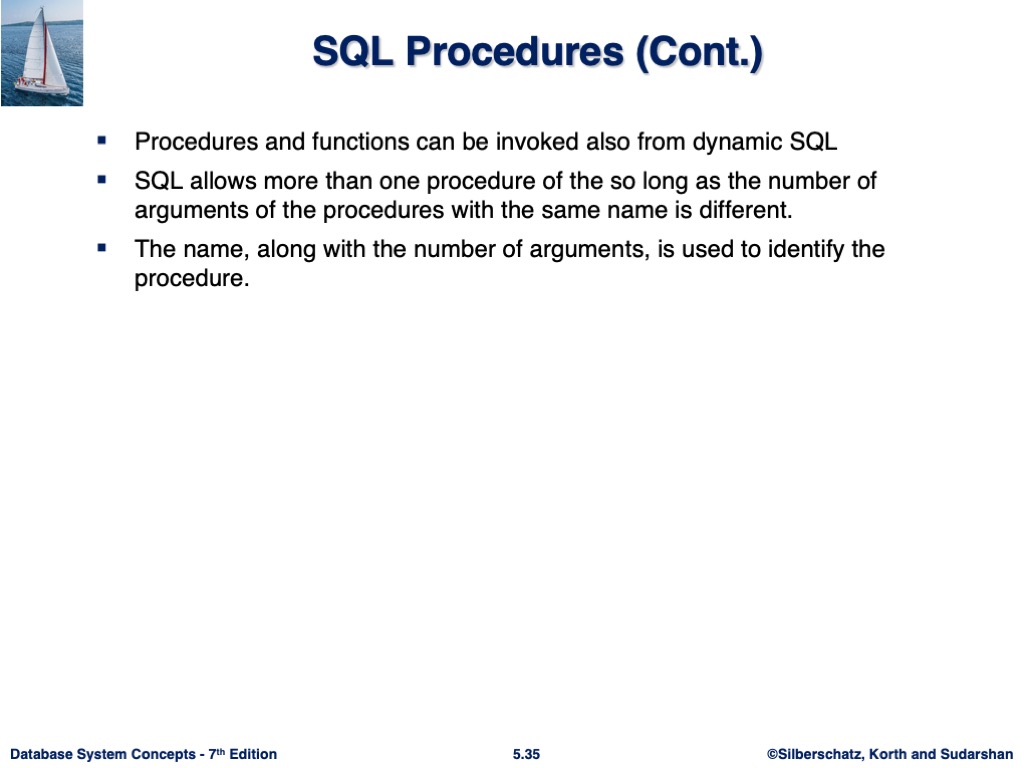 SQL Procedures (Cont.)
▪ Procedures and functions can be invoked also from dynamic SQL
▪ SQL allows more than one procedure of the so long as the number of
arguments of the procedures with the same name is different.
▪ The name, along with the number of arguments, is used to identify the
procedure.
Database System Concepts - 7th Edition 5.35 ©Silberschatz, Korth and Sudarshan